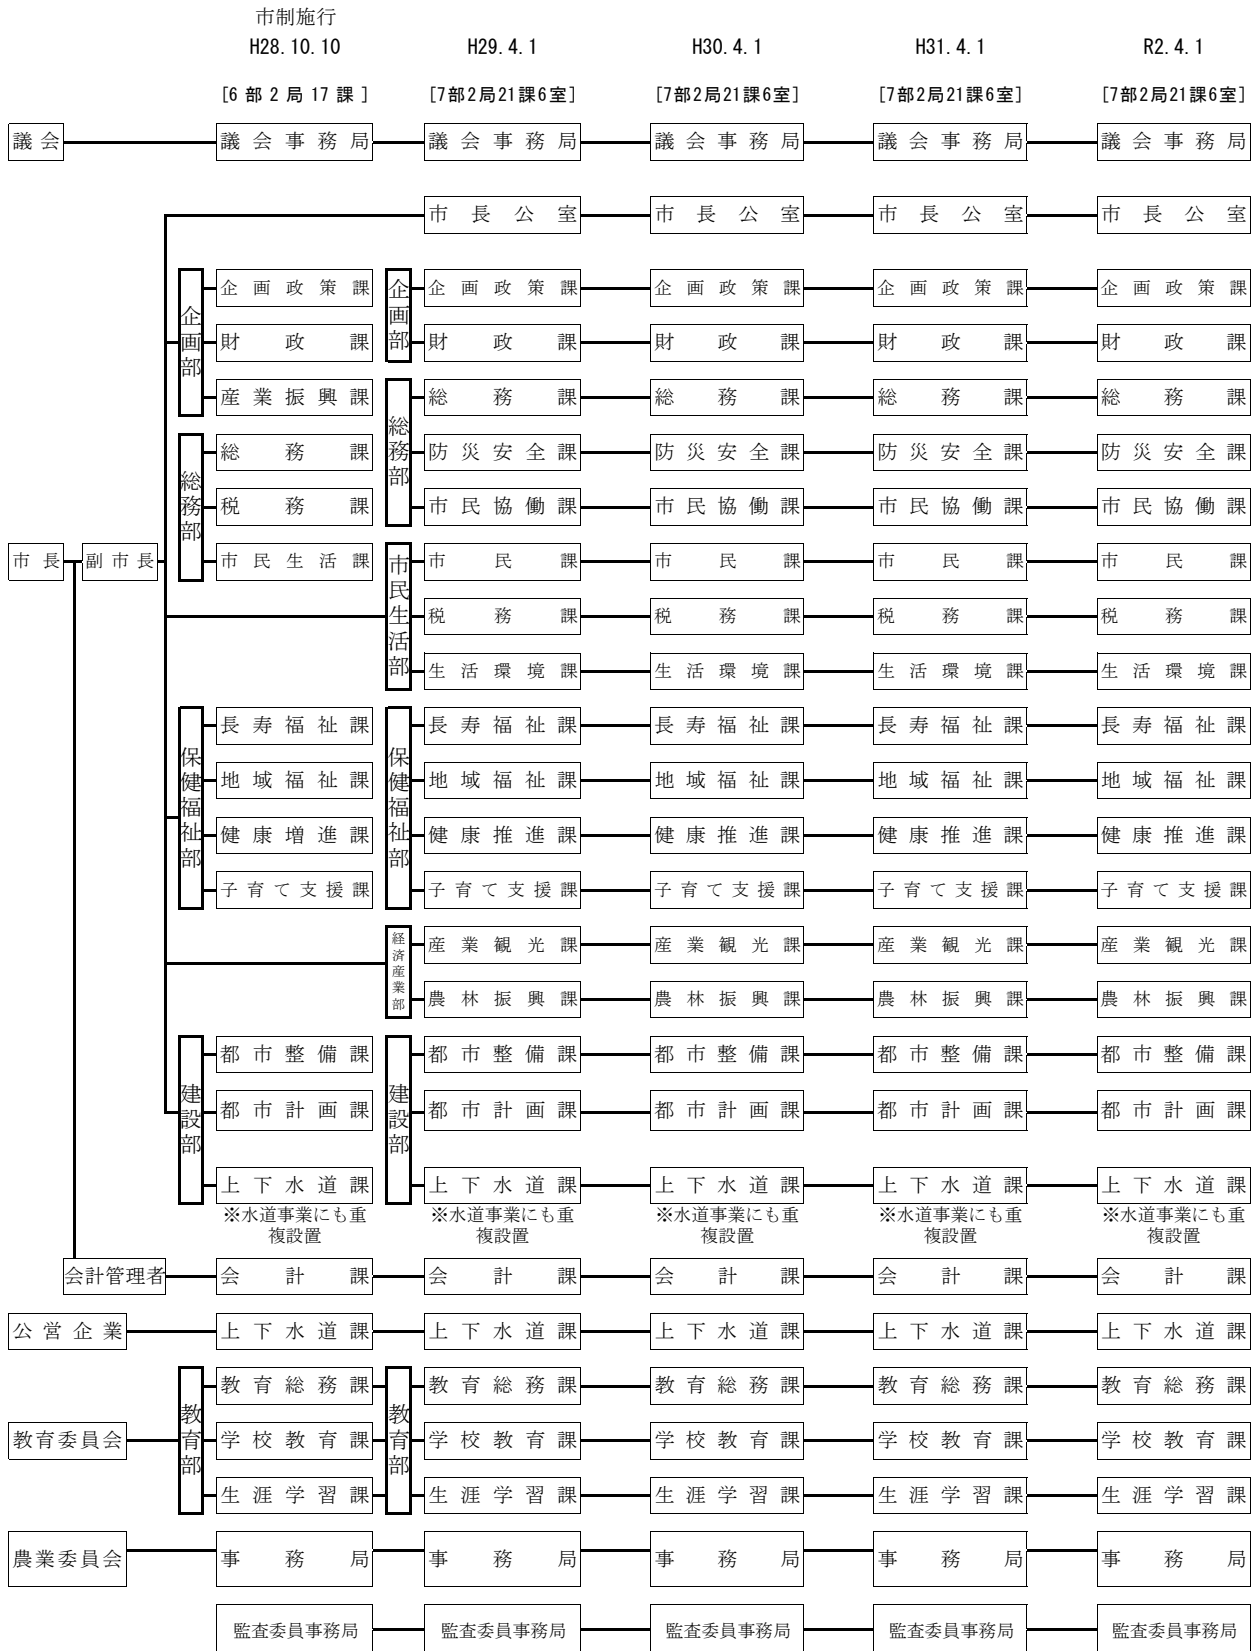 市制施行
H28.10.10 H29.4.1 H30.4.1 H31.4.1 R2.4.1
[6部2局17課] [7部2局21課6室] [7部2局21課6室] [7部2局21課6室] [7部2局21課6室]
議会 議会事務局 議会事務局 議会事務局 議会事務局 議会事務局
市長公室 市長公室 市長公室 市長公室
企画部 企画政策課 企画部 企画政策課 企画政策課 企画政策課 企画政策課
財政課 財政課 財政課 財政課 財政課
産業振興課 総務部 総務課 総務課 総務課 総務課
総務部 総務課 防災安全課 防災安全課 防災安全課 防災安全課
税務課 市民協働課 市民協働課 市民協働課 市民協働課
市長 副市長 市民生活課 市民生活部 市民課 市民課 市民課 市民課
税務課 税務課 税務課 税務課
生活環境課 生活環境課 生活環境課 生活環境課
保健福祉部 長寿福祉課 保健福祉部 長寿福祉課 長寿福祉課 長寿福祉課 長寿福祉課
地域福祉課 地域福祉課 地域福祉課 地域福祉課 地域福祉課
健康増進課 健康推進課 健康推進課 健康推進課 健康推進課
子育て支援課 子育て支援課 子育て支援課 子育て支援課 子育て支援課
経済産業部 産業観光課 産業観光課 産業観光課 産業観光課
農林振興課 農林振興課 農林振興課 農林振興課
建設部 都市整備課 建設部 都市整備課 都市整備課 都市整備課 都市整備課
都市計画課 都市計画課 都市計画課 都市計画課 都市計画課
上下水道課 上下水道課 上下水道課 上下水道課 上下水道課
※水道事業にも重 ※水道事業にも重 ※水道事業にも重 ※水道事業にも重 ※水道事業にも重
複設置 複設置 複設置 複設置 複設置
会計管理者 会計課 会計課 会計課 会計課 会計課
公営企業 上下水道課 上下水道課 上下水道課 上下水道課 上下水道課
教育部 教育総務課 教育部 教育総務課 教育総務課 教育総務課 教育総務課
教育委員会 学校教育課 学校教育課 学校教育課 学校教育課 学校教育課
生涯学習課 生涯学習課 生涯学習課 生涯学習課 生涯学習課
農業委員会 事務局 事務局 事務局 事務局 事務局
監査委員事務局 監査委員事務局 監査委員事務局 監査委員事務局 監査委員事務局